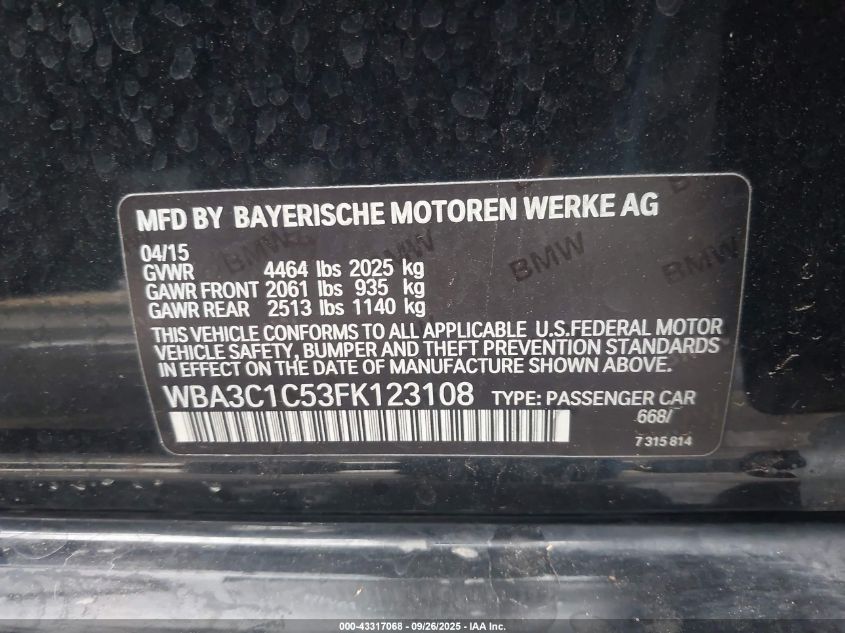 MFD BY BAYERISCHE MOTOREN WERKE AG
04/15
GVWR 4464 lbs 2025 kg
GAWR FRONT 2061 lbs 935 kg
GAWR REAR 2513 lbs 1140 kg
THIS VEHICLE CONFORMS TO ALL APPLICABLE U.S.FEDERAL MOTOR
VEHICLE SAFETY, BUMPER AND THEFT PREVENTION STANDARDS
IN EFFECT ON THE DATE OF MANUFACTURE SHOWN ABOVE.
WBA3C1C53FK123108 TYPE: PASSENGER CAR
668/
7 315 814
BMW
BMW
BMW
000-43317068 - 09/26/2025 - IAA Inc.